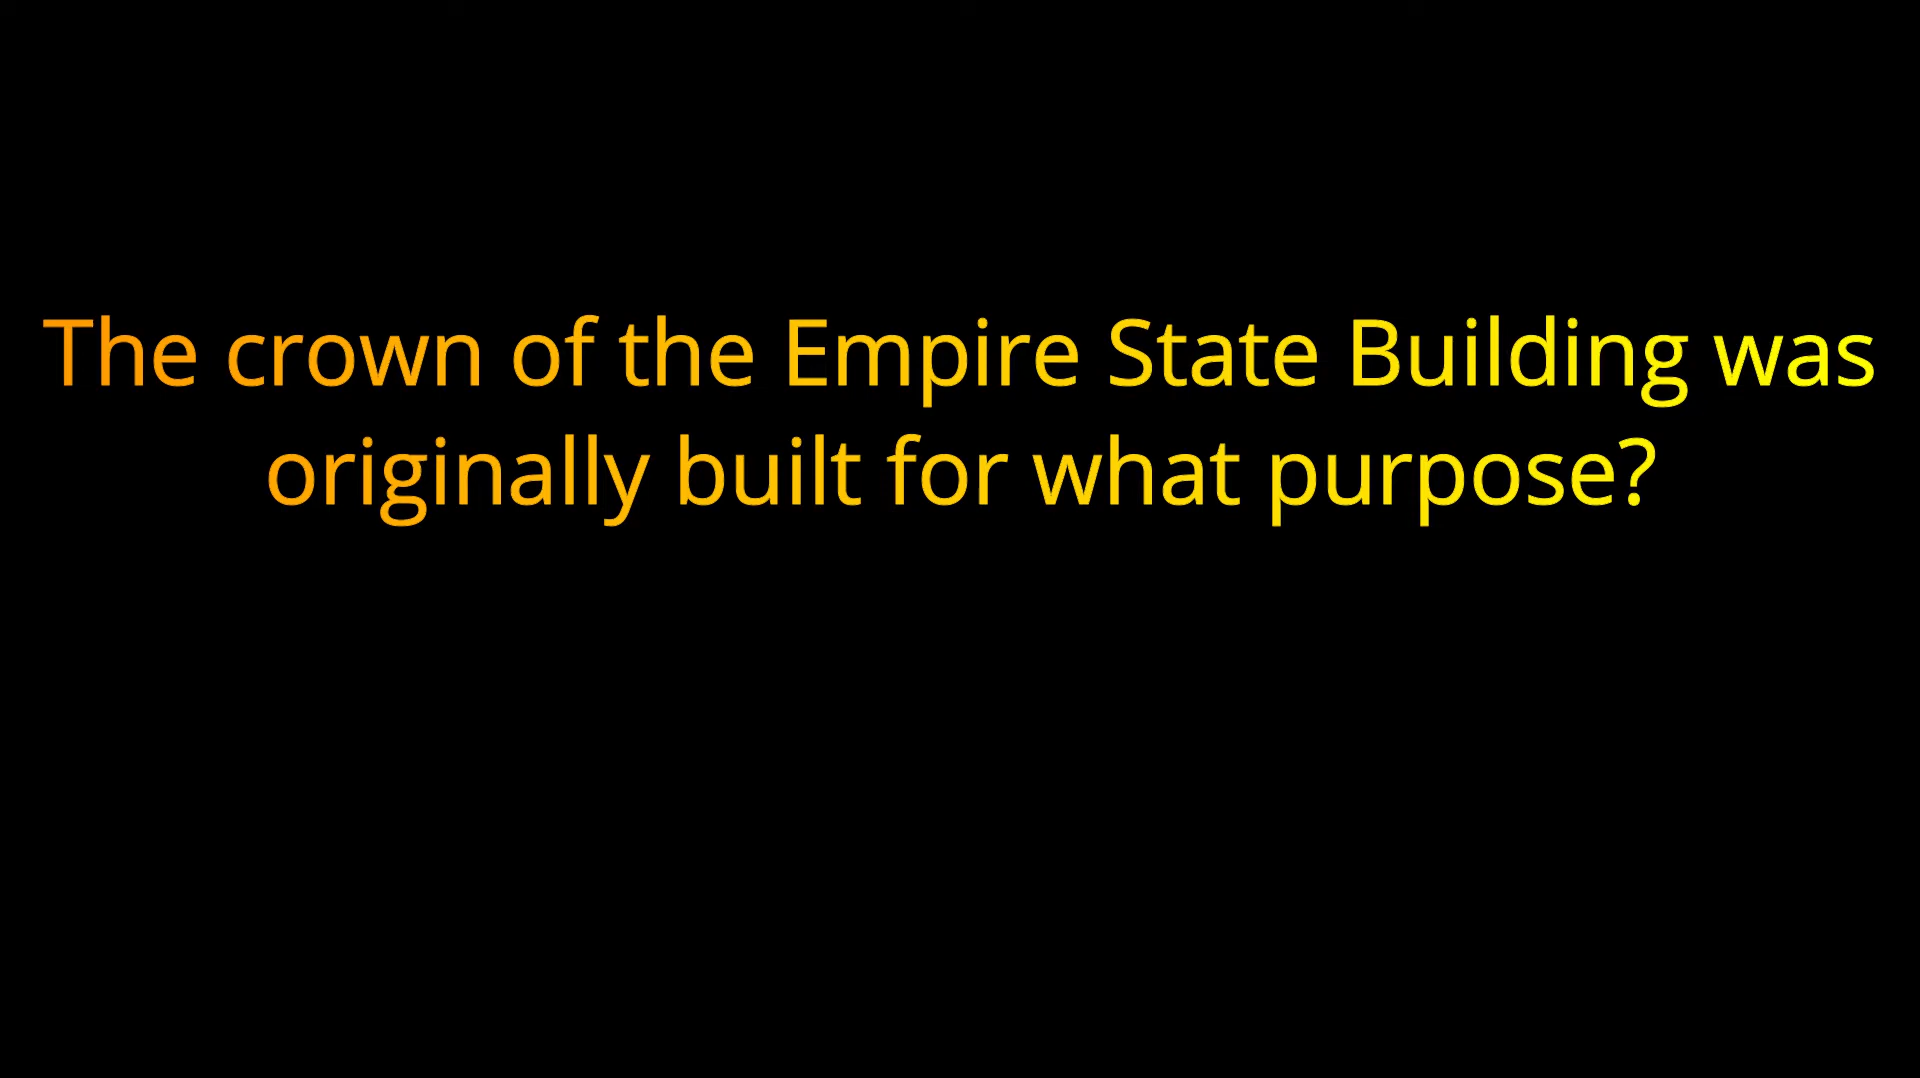 The crown of the Empire State Building was
originally built for what purpose?